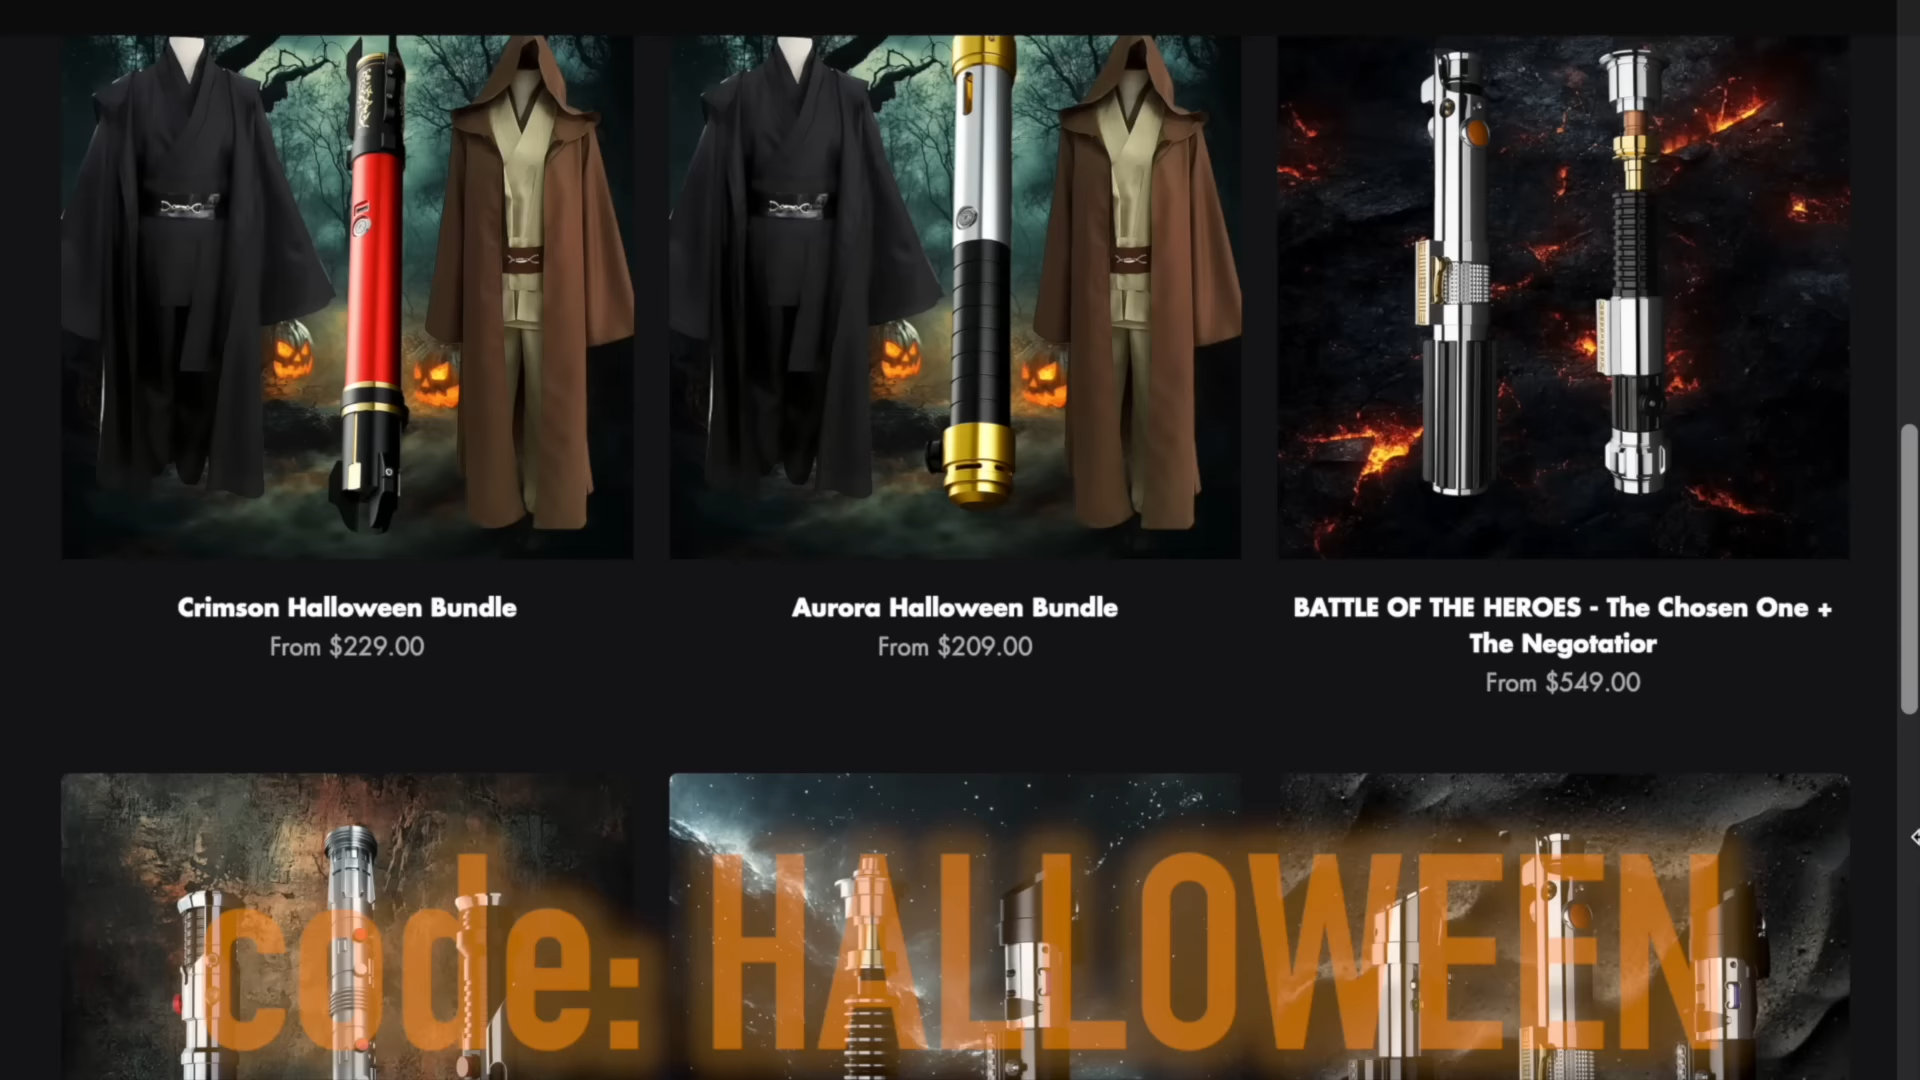 Crimson Halloween Bundle
From $229.00
Aurora Halloween Bundle
From $209.00
BATTLE OF THE HEROES - The Chosen One +
The Negotatior
From $549.00
code: HALLOWEEN